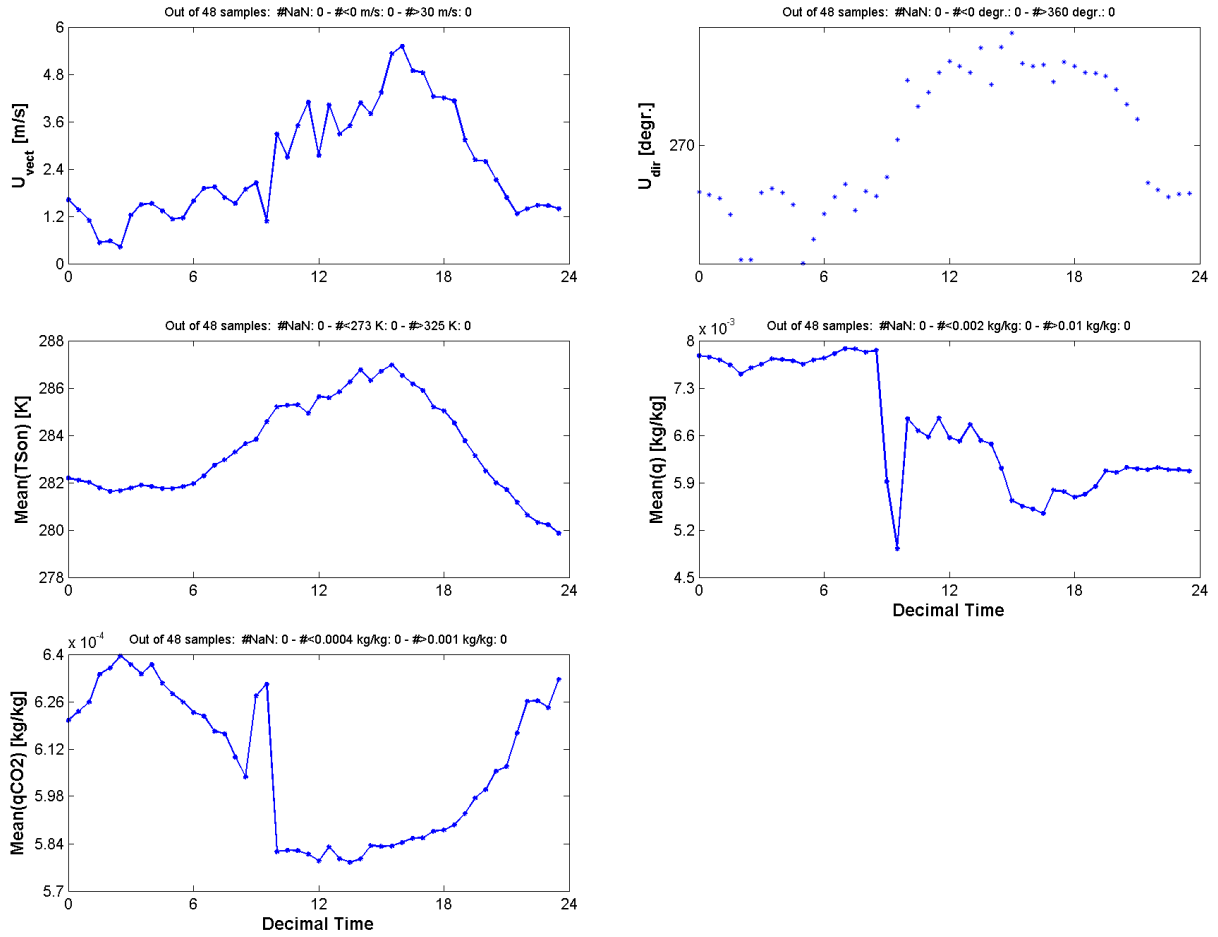 Out of 48 samples: #NaN: 0 - #<0 m/s: 0 - #>30 m/s: 0
6
4.8
3.6
2.4
1.2
0
U_vect [m/s]
0 6 12 18 24
Out of 48 samples: #NaN: 0 - #<0 degr.: 0 - #>360 degr.: 0
270
U_dir [degr.]
0 6 12 18 24
Out of 48 samples: #NaN: 0 - #<273 K: 0 - #>325 K: 0
288
286
284
282
280
278
Mean(TSon) [K]
0 6 12 18 24
Out of 48 samples: #NaN: 0 - #<0.002 kg/kg: 0 - #>0.01 kg/kg: 0
x 10^-3
8
7.3
6.6
5.9
5.2
4.5
Mean(q) [kg/kg]
0 6 12 18 24
Decimal Time
Out of 48 samples: #NaN: 0 - #<0.0004 kg/kg: 0 - #>0.001 kg/kg: 0
x 10^-4
6.4
6.26
6.12
5.98
5.84
5.7
Mean(qCO2) [kg/kg]
0 6 12 18 24
Decimal Time